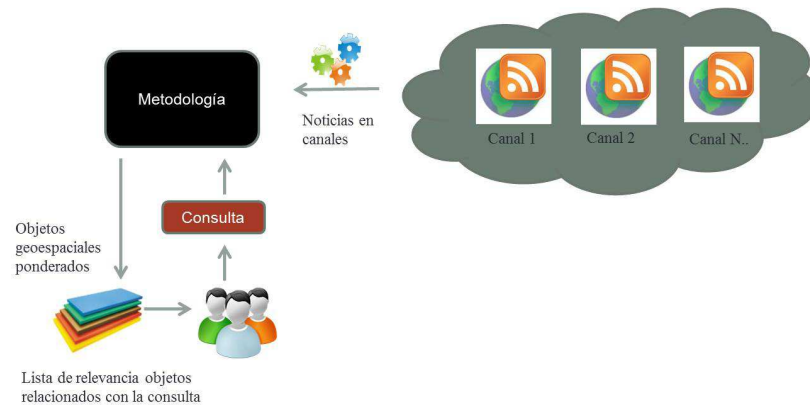 Metodología
Noticias en
canales
Canal 1
Canal 2
Canal N..
Consulta
Objetos
geoespaciales
ponderados
Lista de relevancia objetos
relacionados con la consulta